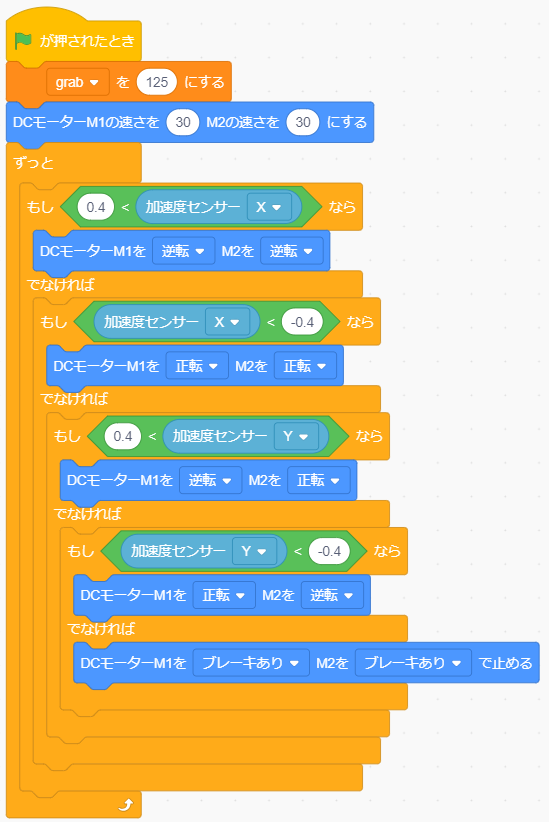 が押されたとき
grab を 125 にする
DCモーターM1の速さを 30 M2の速さを 30 にする
ずっと
もし 0.4 < 加速度センサー X なら
DCモーターM1を 逆転 M2を 逆転
でなければ
もし 加速度センサー X < -0.4 なら
DCモーターM1を 正転 M2を 正転
でなければ
もし 0.4 < 加速度センサー Y なら
DCモーターM1を 逆転 M2を 正転
でなければ
もし 加速度センサー Y < -0.4 なら
DCモーターM1を 正転 M2を 逆転
でなければ
DCモーターM1を ブレーキあり M2を ブレーキあり で止める